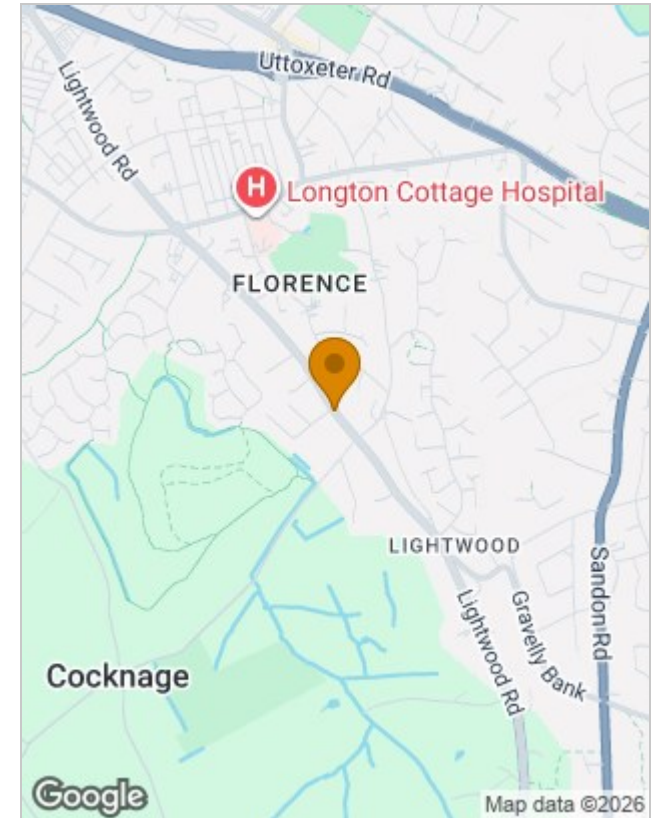 Uttoxeter Rd
Lightwood Rd
H
Longton Cottage Hospital
FLORENCE
LIGHTWOOD
Sandon Rd
Gravelly Bank
Lightwood Rd
Cocknage
Google
Map data ©2026